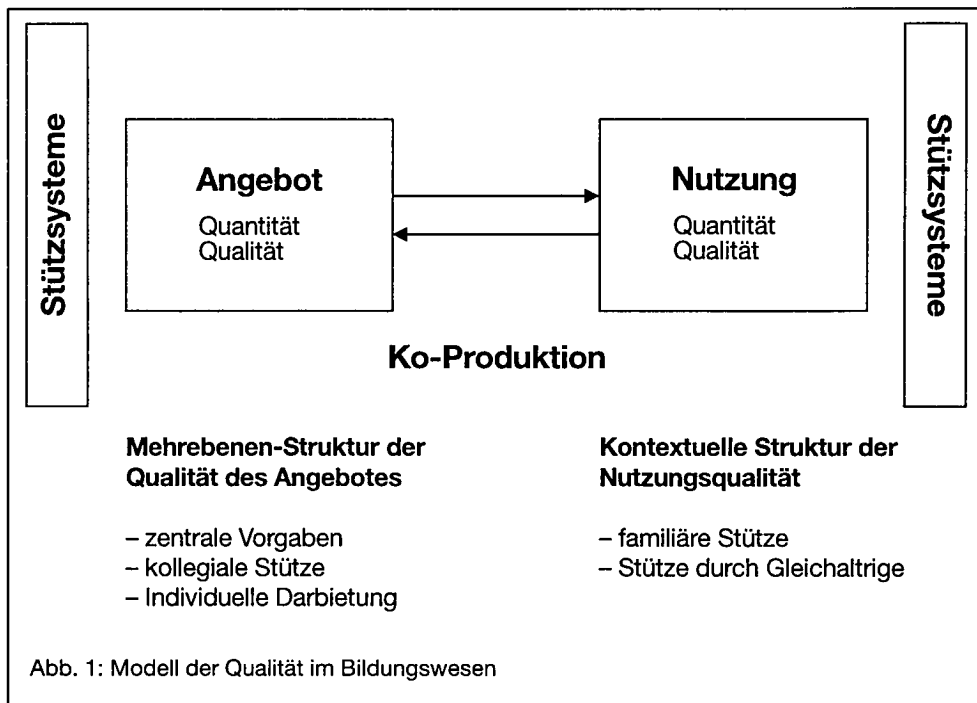 Stützsysteme
Angebot
Quantität
Qualität
Nutzung
Quantität
Qualität
Stützsysteme
Ko-Produktion
Mehrebenen-Struktur der
Qualität des Angebotes
– zentrale Vorgaben
– kollegiale Stütze
– Individuelle Darbietung
Kontextuelle Struktur der
Nutzungsqualität
– familiäre Stütze
– Stütze durch Gleichaltrige
Abb. 1: Modell der Qualität im Bildungswesen